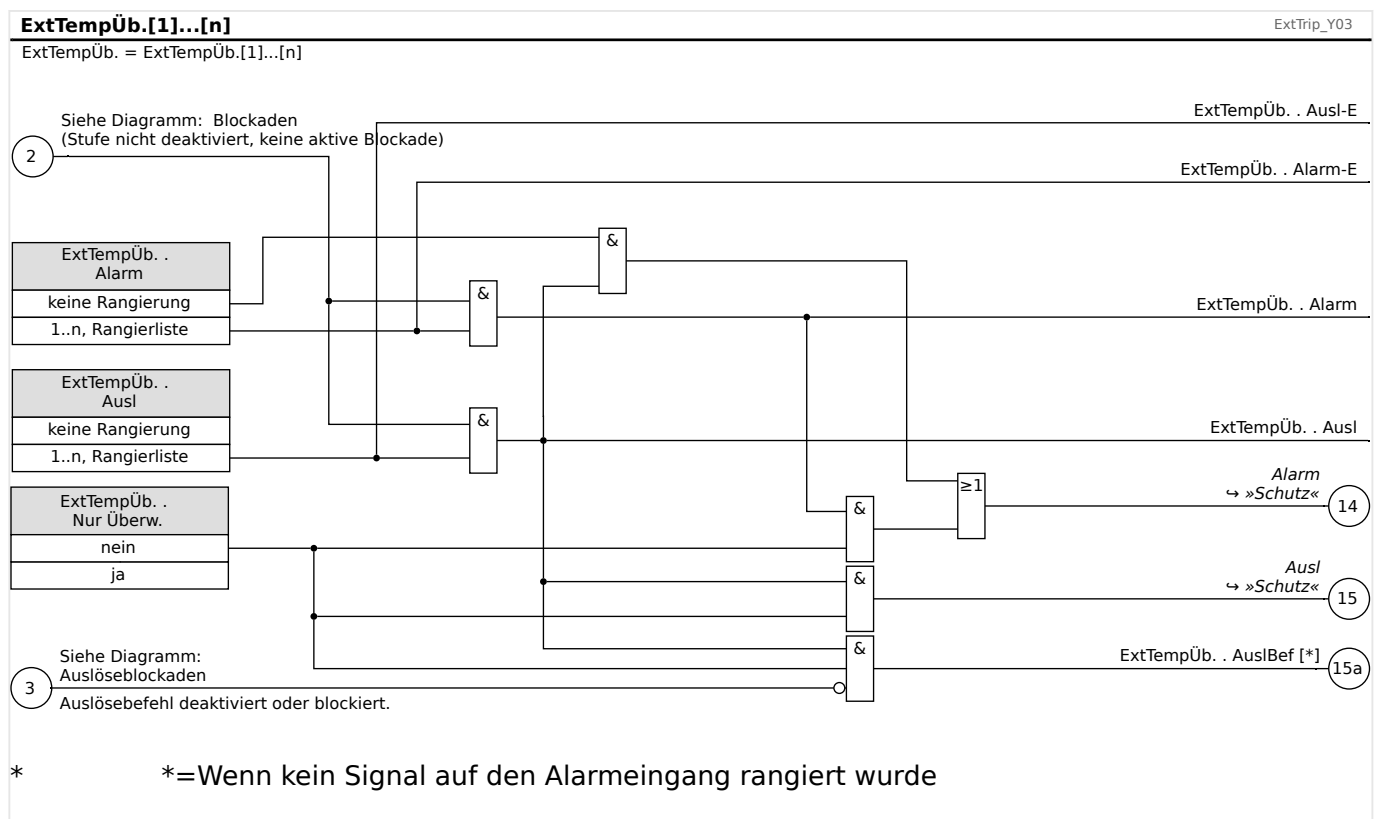 ExtTempÜb.[1]...[n]
ExtTrip_Y03
ExtTempÜb. = ExtTempÜb.[1]...[n]
Siehe Diagramm: Blockaden
(Stufe nicht deaktiviert, keine aktive Blockade)
2
ExtTempÜb. . Ausl-E
ExtTempÜb. . Alarm-E
ExtTempÜb. .
Alarm
keine Rangierung
1..n, Rangierliste
&
&
ExtTempÜb. . Alarm
ExtTempÜb. .
Ausl
keine Rangierung
1..n, Rangierliste
&
ExtTempÜb. . Ausl
ExtTempÜb. .
Nur Überw.
nein
ja
&
≥1
Alarm
↪ »Schutz«
14
&
Ausl
↪ »Schutz«
15
&
ExtTempÜb. . AuslBef [*]
15a
Siehe Diagramm:
Auslöseblockaden
3
Auslösebefehl deaktiviert oder blockiert.
* *=Wenn kein Signal auf den Alarmeingang rangiert wurde